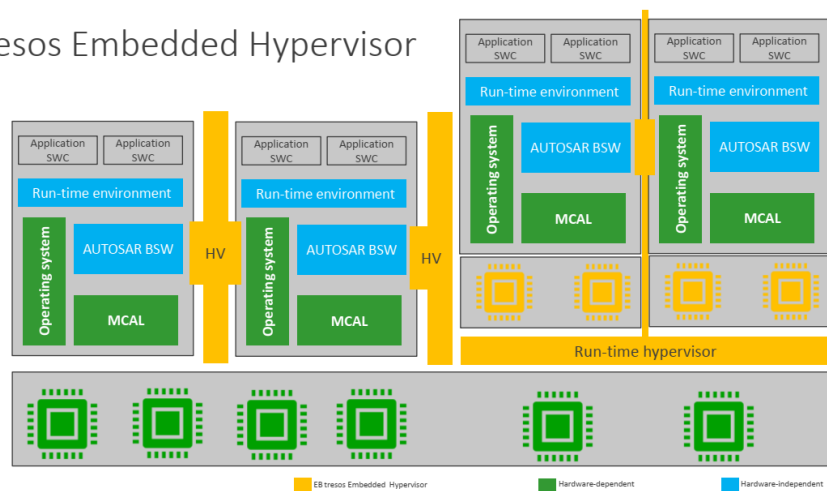 esos Embedded Hypervisor
Application SWC
Application SWC
Run-time environment
Operating system
AUTOSAR BSW
MCAL
HV
Application SWC
Application SWC
Run-time environment
Operating system
AUTOSAR BSW
MCAL
HV
Application SWC
Application SWC
Run-time environment
Operating system
AUTOSAR BSW
MCAL
Application SWC
Application SWC
Run-time environment
Operating system
AUTOSAR BSW
MCAL
Run-time hypervisor
EB tresos Embedded Hypervisor
Hardware-dependent
Hardware-independent